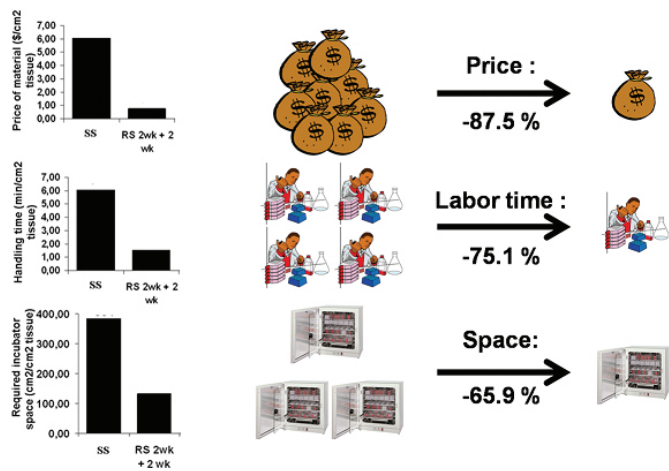 Price of material ($/cm2
tissue)
7,00
6,00
5,00
4,00
3,00
2,00
1,00
0,00
SS
RS 2wk + 2
wk
$
$
$
$
$
$
$
$
Price :
-87.5 %
$
Handling time (min/cm2
tissue)
7,00
6,00
5,00
4,00
3,00
2,00
1,00
0,00
SS
RS 2wk + 2
wk
Labor time :
-75.1 %
Required incubator
space (cm2/cm2 tissue)
400,00
300,00
200,00
100,00
0,00
SS
RS 2wk
+ 2 wk
Space:
-65.9 %